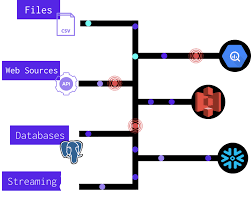 Files
CSV
Web Sources
API
Databases
Streaming